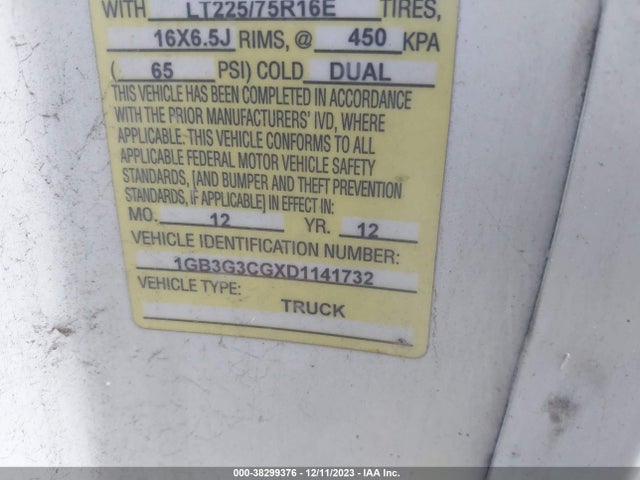 WITH LT225/75R16E TIRES,
16X6.5J RIMS, @ 450 KPA
( 65 PSI) COLD DUAL
THIS VEHICLE HAS BEEN COMPLETED IN ACCORDANCE
WITH THE PRIOR MANUFACTURERS' IVD, WHERE
APPLICABLE. THIS VEHICLE CONFORMS TO ALL
APPLICABLE FEDERAL MOTOR VEHICLE SAFETY
STANDARDS, [AND BUMPER AND THEFT PREVENTION
STANDARDS, IF APPLICABLE] IN EFFECT IN:
MO. 12 YR. 12
VEHICLE IDENTIFICATION NUMBER:
1GB3G3CGXD1141732
VEHICLE TYPE:
TRUCK
000-38299376 - 12/11/2023 - IAA Inc.